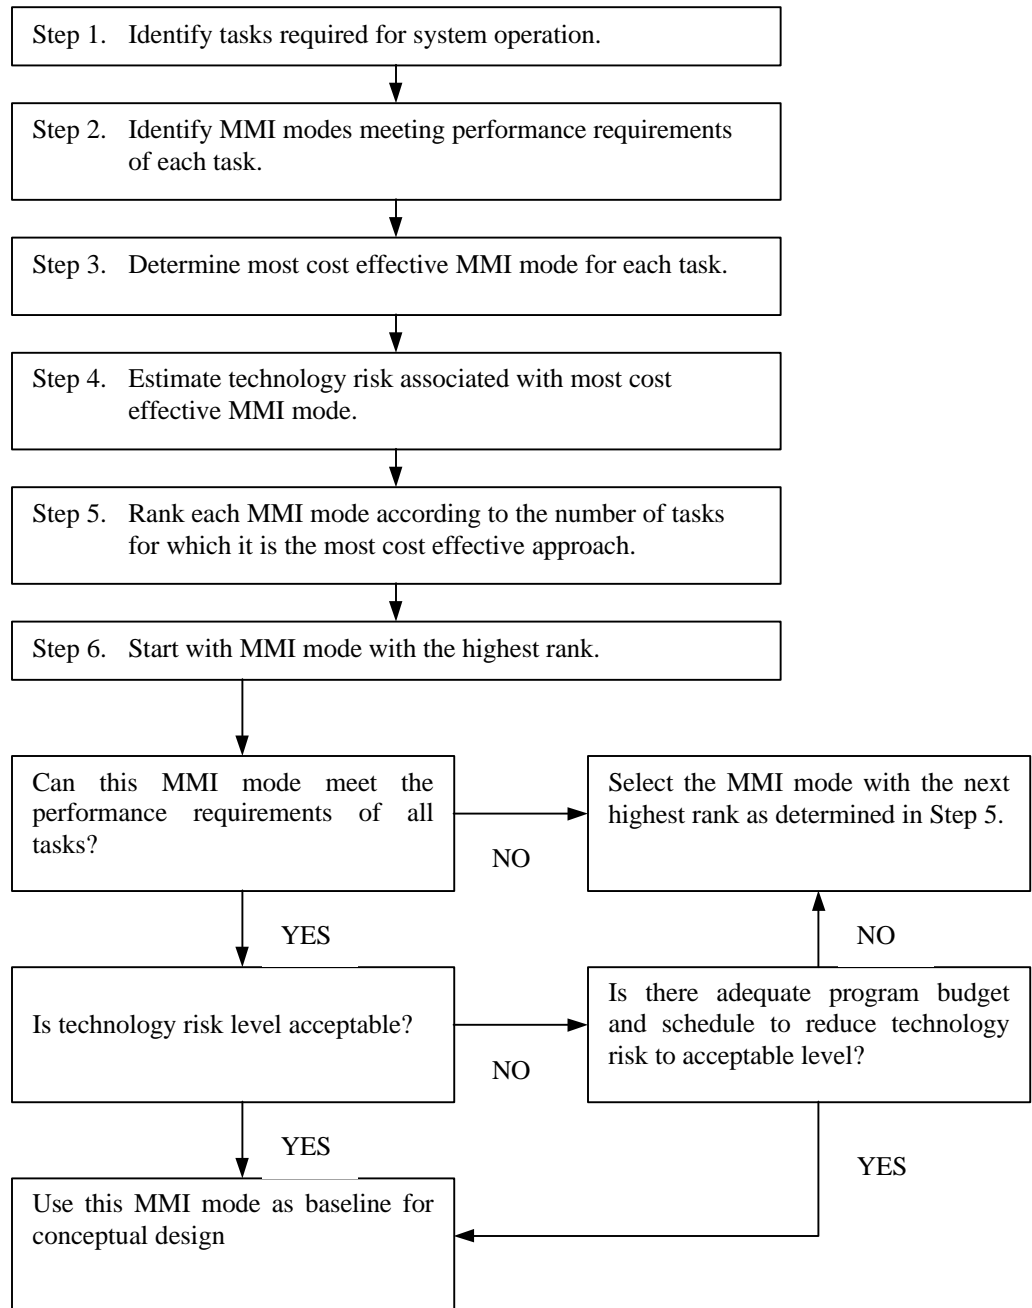 Step 1. Identify tasks required for system operation.
Step 2. Identify MMI modes meeting performance requirements
of each task.
Step 3. Determine most cost effective MMI mode for each task.
Step 4. Estimate technology risk associated with most cost
effective MMI mode.
Step 5. Rank each MMI mode according to the number of tasks
for which it is the most cost effective approach.
Step 6. Start with MMI mode with the highest rank.
Can this MMI mode meet the
performance requirements of all
tasks?
NO
Select the MMI mode with the next
highest rank as determined in Step 5.
YES
NO
Is technology risk level acceptable?
NO
Is there adequate program budget
and schedule to reduce technology
risk to acceptable level?
YES
YES
Use this MMI mode as baseline for
conceptual design